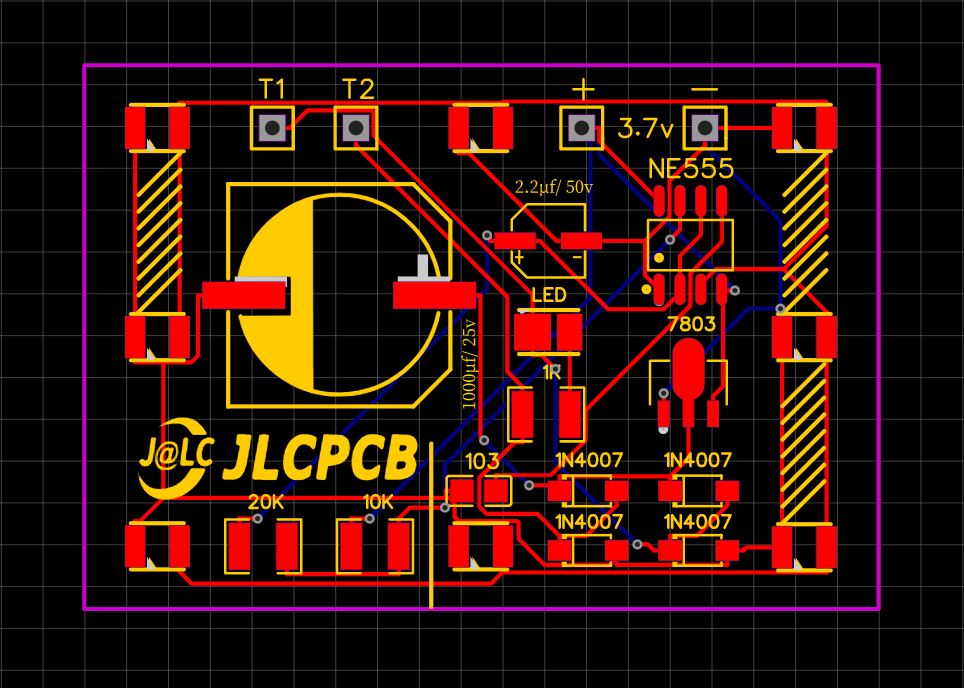 T1 T2 + −
3.7v
NE555
2.2µf/ 50v
+ −
LED
7803
1000µf/ 25v
1R
J@LC JLCPCB
103 1N4007 1N4007
20K 10K
1N4007 1N4007